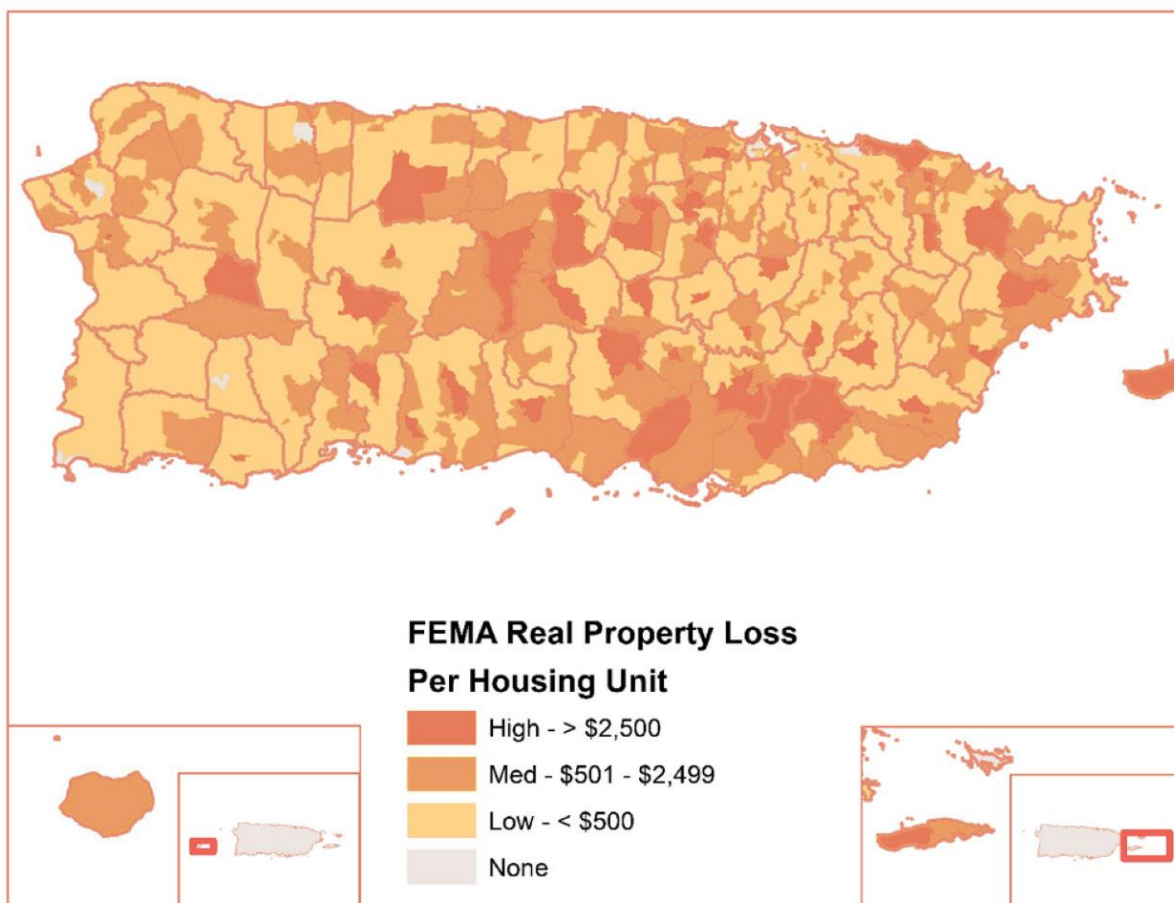 FEMA Real Property Loss
Per Housing Unit
High - > $2,500
Med - $501 - $2,499
Low - < $500
None